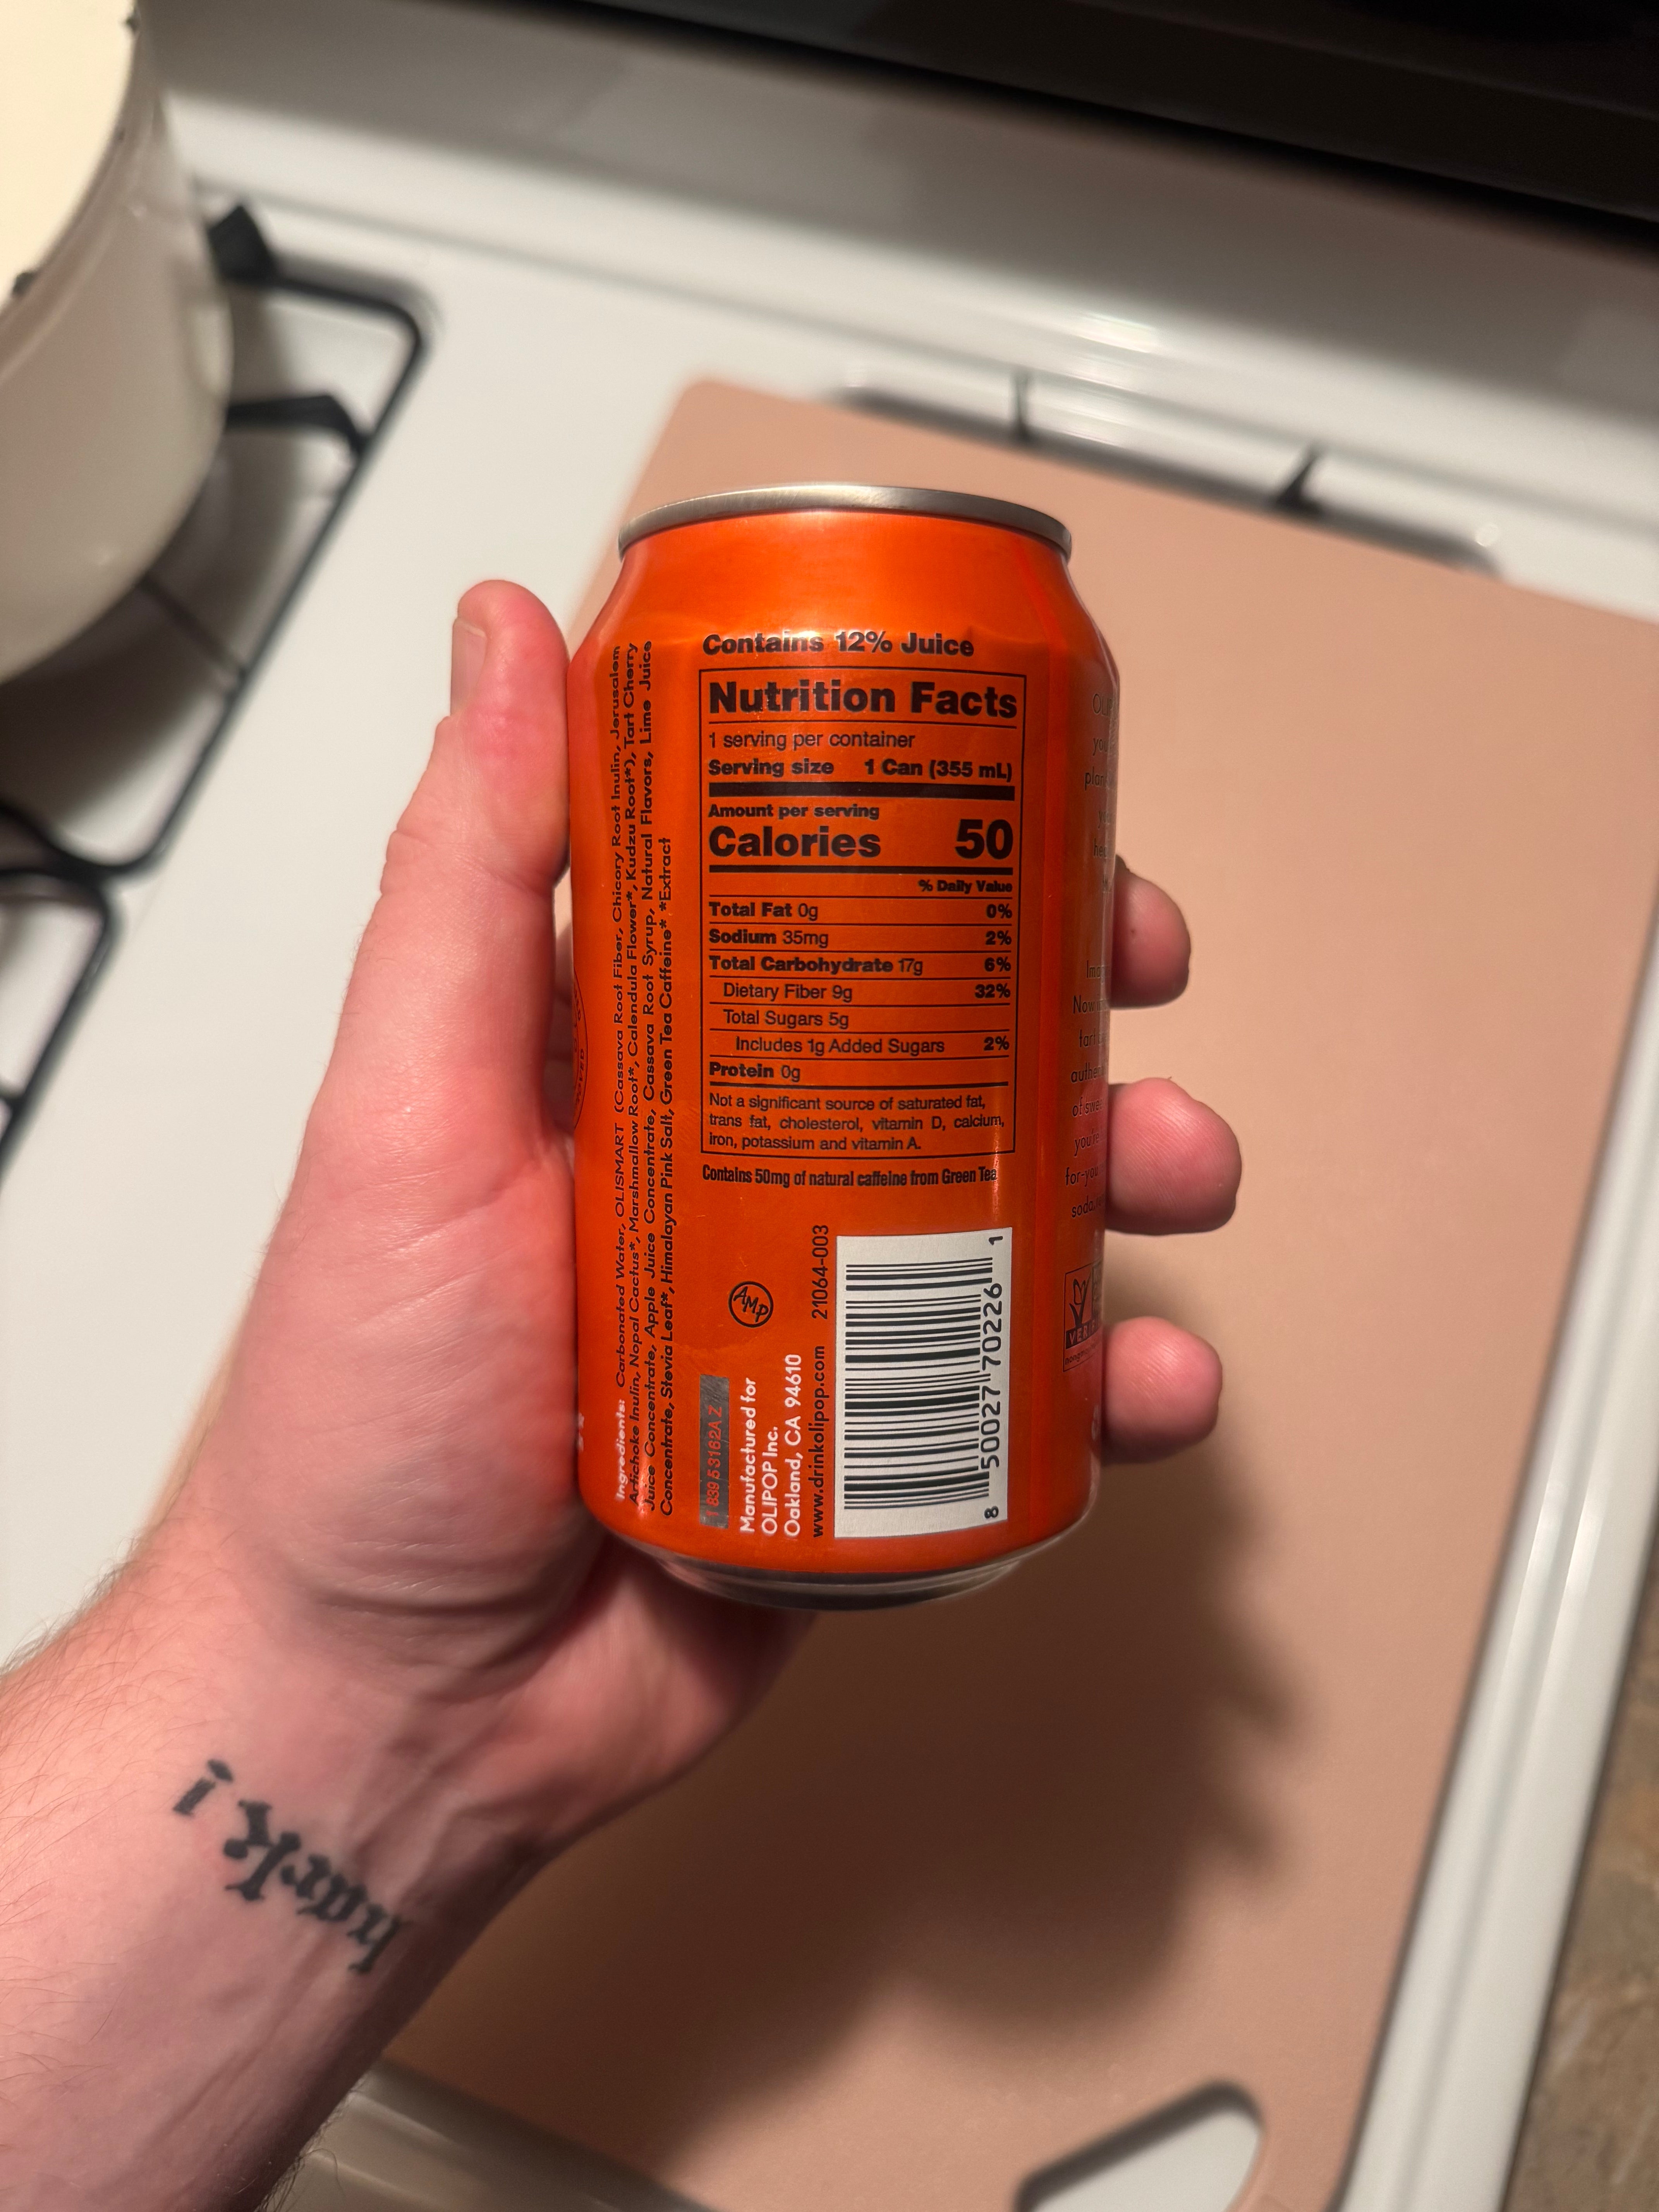 Contains 12% Juice
Nutrition Facts
1 serving per container
Serving size 1 Can (355 mL)
Amount per serving
Calories 50
% Daily Value
Total Fat 0g 0%
Sodium 35mg 2%
Total Carbohydrate 17g 6%
Dietary Fiber 9g 32%
Total Sugars 5g
Includes 1g Added Sugars 2%
Protein 0g
Not a significant source of saturated fat,
trans fat, cholesterol, vitamin D, calcium,
iron, potassium and vitamin A.
Contains 50mg of natural caffeine from Green Tea
Ingredients: Carbonated Water, OLISMART (Cassava Root Fiber, Chicory Root Inulin, Jerusalem
Artichoke Inulin, Nopal Cactus*, Marshmallow Root*, Calendula Flower*, Kudzu Root*), Tart Cherry
Juice Concentrate, Apple Juice Concentrate, Cassava Root Syrup, Natural Flavors, Lime Juice
Concentrate, Stevia Leaf*, Himalayan Pink Salt, Green Tea Caffeine* *Extract
83953162A Z
Manufactured for
OLIPOP Inc.
Oakland, CA 94610
www.drinkolipop.com 21064-003
AMP
8 50027 70226 1
Now
of
for-you